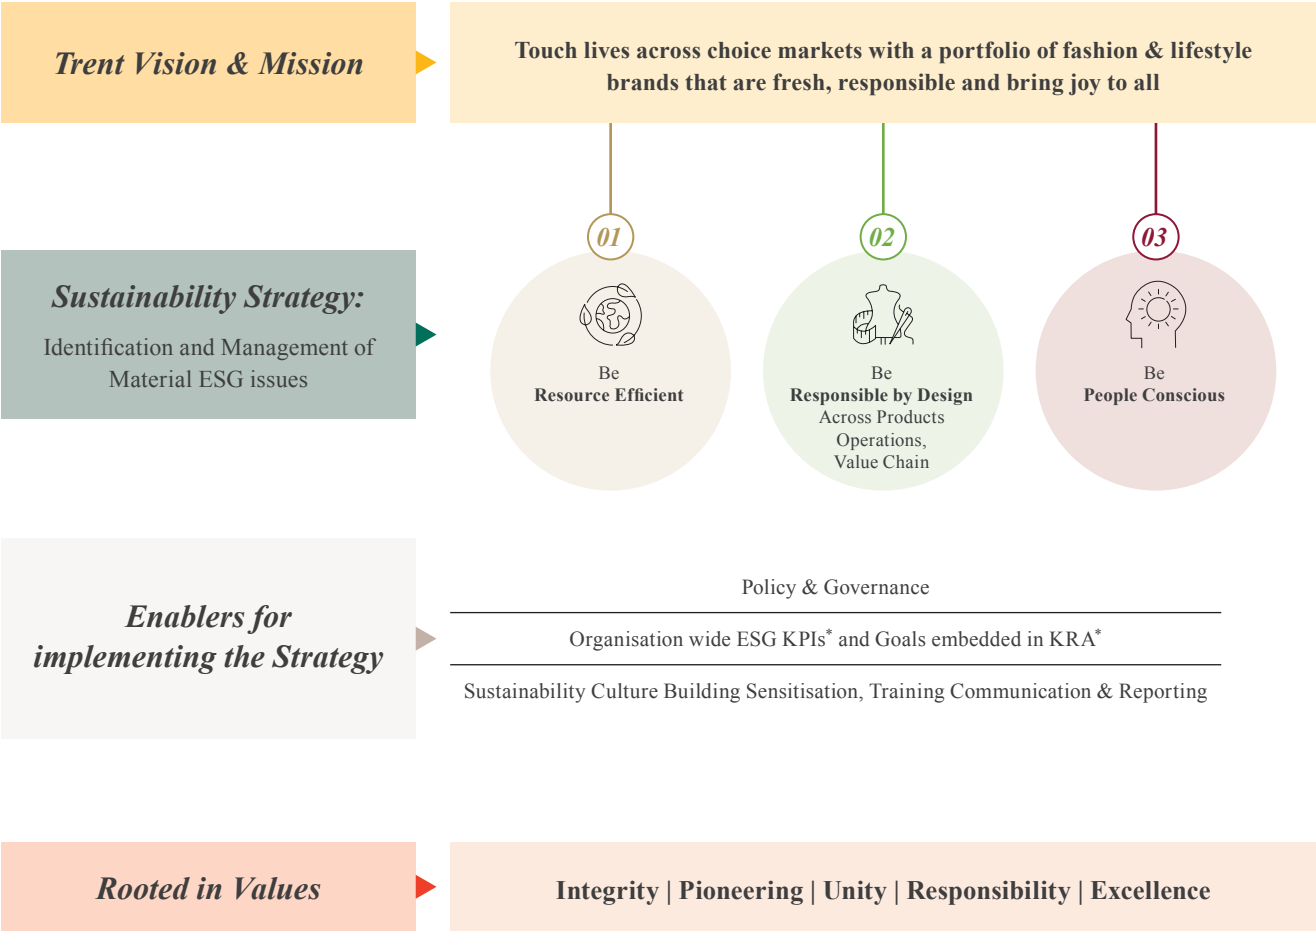 Trent Vision & Mission
Touch lives across choice markets with a portfolio of fashion & lifestyle
brands that are fresh, responsible and bring joy to all
01
02
03
Sustainability Strategy:
Identification and Management of
Material ESG issues
Be
Resource Efficient
Be
Responsible by Design
Across Products
Operations,
Value Chain
Be
People Conscious
Enablers for
implementing the Strategy
Policy & Governance
Organisation wide ESG KPIs* and Goals embedded in KRA*
Sustainability Culture Building Sensitisation, Training Communication & Reporting
Rooted in Values
Integrity | Pioneering | Unity | Responsibility | Excellence